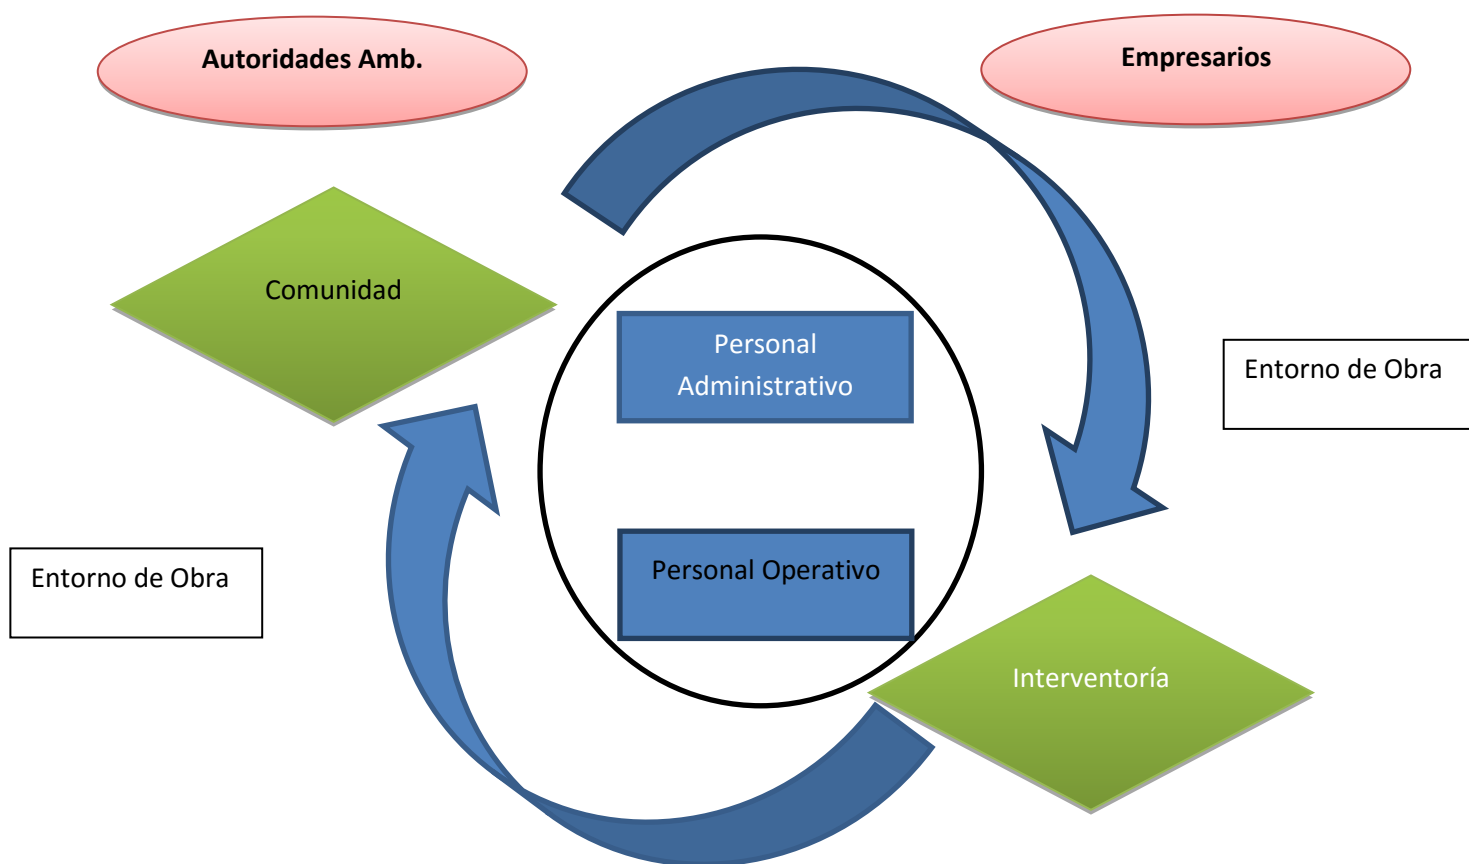 Autoridades Amb.
Empresarios
Comunidad
Personal
Administrativo
Entorno de Obra
Entorno de Obra
Personal Operativo
Interventoría